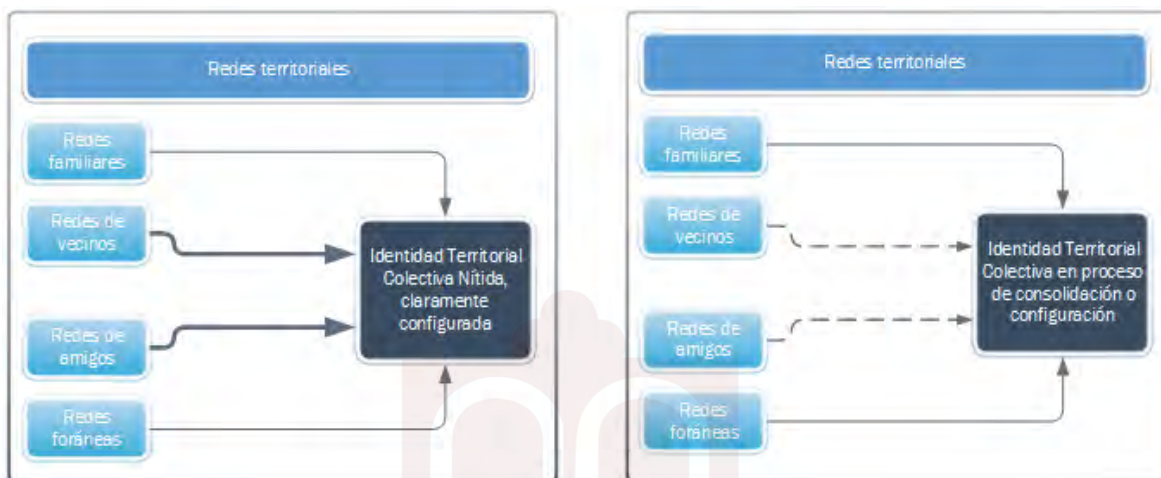 Redes territoriales
Redes
familiares
Redes de
vecinos
Redes de
amigos
Redes
foráneas
Identidad Territorial
Colectiva Nítida,
claramente
configurada
Redes territoriales
Redes
familiares
Redes de
vecinos
Redes de
amigos
Redes
foráneas
Identidad Territorial
Colectiva en proceso
de consolidación o
configuración